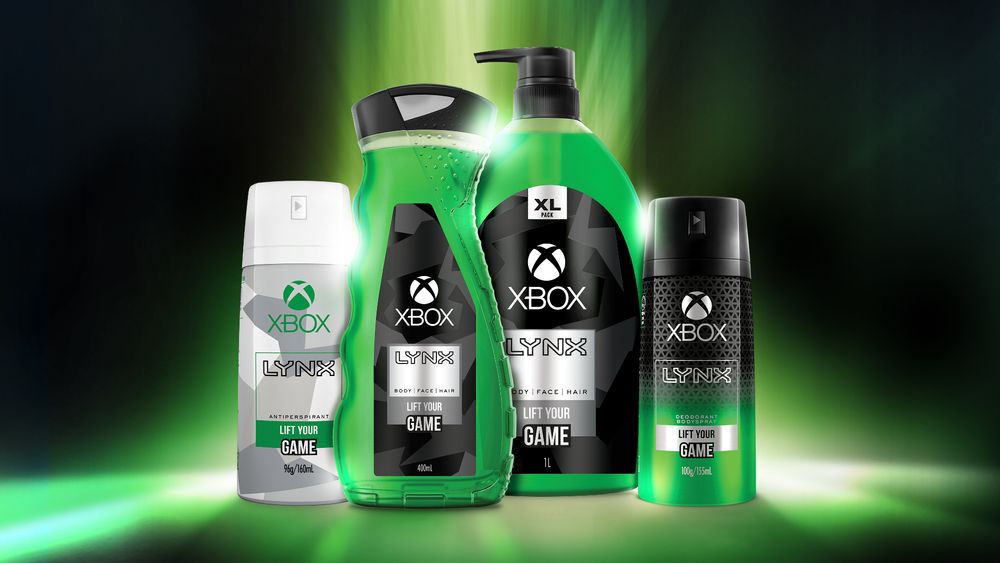 XBOX
LYNX
ANTIPERSPIRANT
LIFT YOUR
GAME
96g/160mL
XBOX
LYNX
BODY | FACE | HAIR
LIFT YOUR
GAME
400mL
XL
PACK
XBOX
LYNX
ODY | FACE | HAIR
LIFT YOUR
GAME
1L
XBOX
LYNX
DEODORANT
BODYSPRAY
LIFT YOUR
GAME
100g/155mL